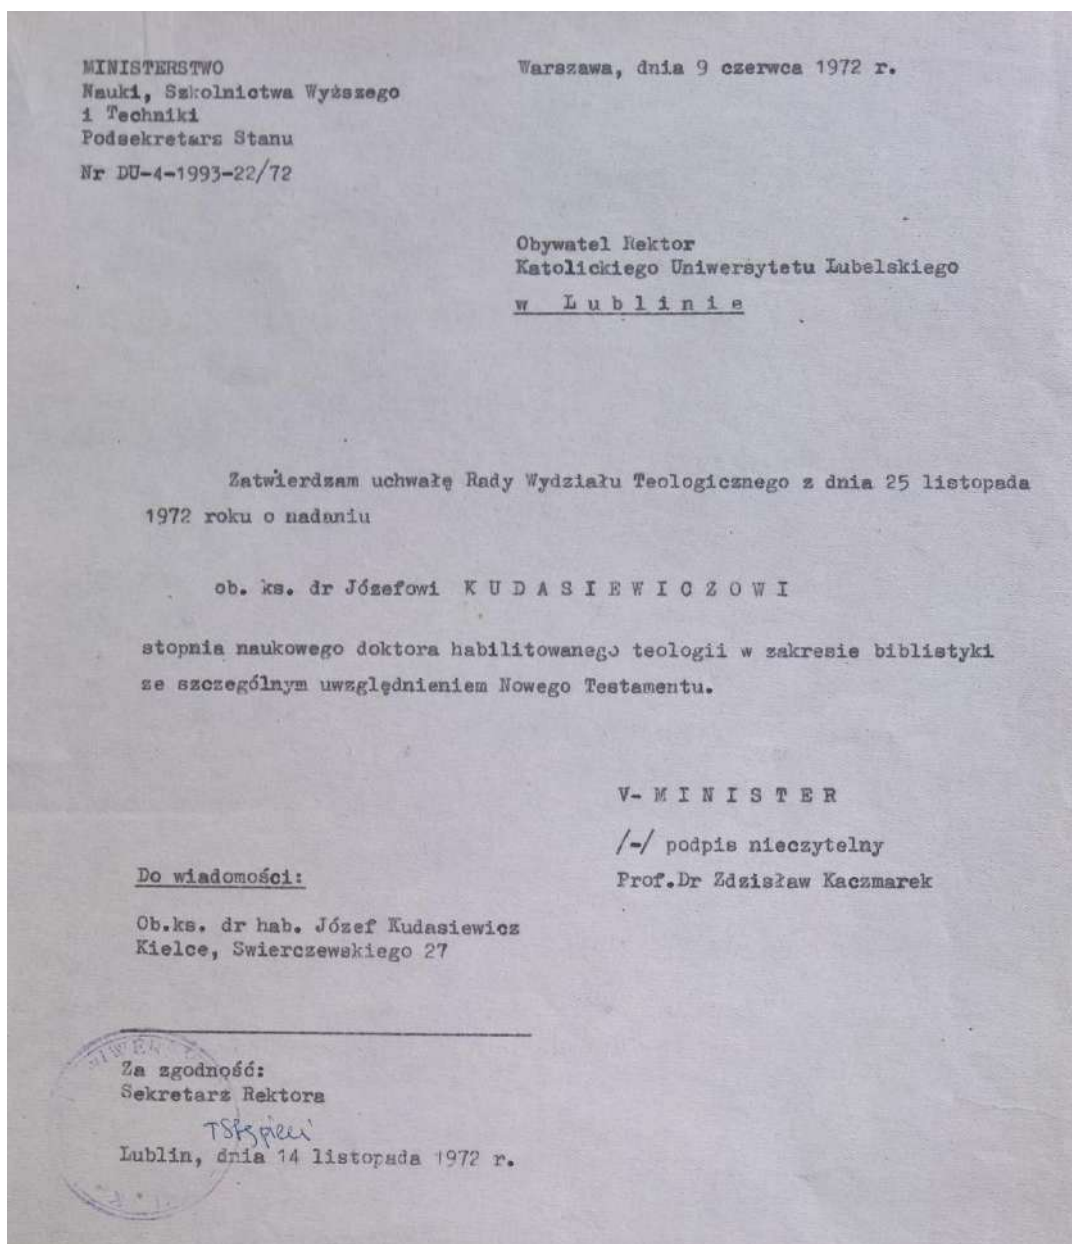 MINISTERSTWO
Nauki, Szkolnictwa Wyższego
i Techniki
Podsekretarz Stanu
Nr DU-4-1993-22/72
Warszawa, dnia 9 czerwca 1972 r.
Obywatel Rektor
Katolickiego Uniwersytetu Lubelskiego
w L u b l i n i e
Zatwierdzam uchwałę Rady Wydziału Teologicznego z dnia 25 listopada
1972 roku o nadaniu
ob. ks. dr Józefowi K U D A S I E W I C Z O W I
stopnia naukowego doktora habilitowanego teologii w zakresie biblistyki
ze szczególnym uwzględnieniem Nowego Testamentu.
V- M I N I S T E R
/-/ podpis nieczytelny
Prof.Dr Zdzisław Kaczmarek
Do wiadomości:
Ob.ks. dr hab. Józef Kudasiewicz
Kielce, Swierczewskiego 27
Za zgodność:
Sekretarz Rektora
Lublin, dnia 14 listopada 1972 r.